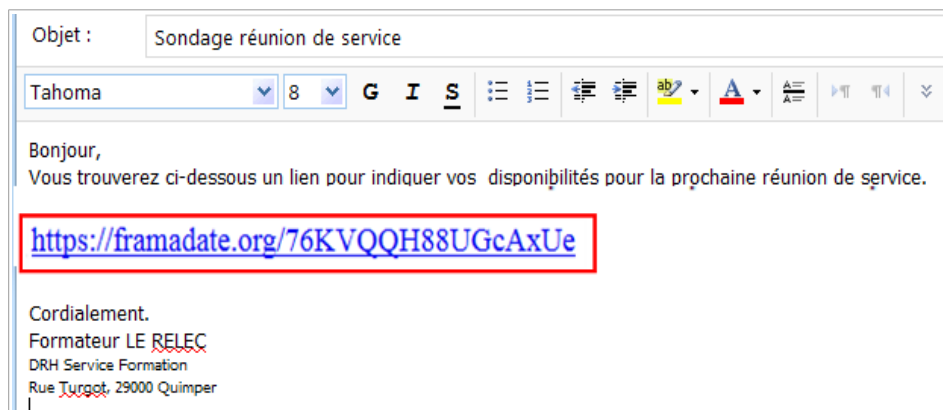 Objet : Sondage réunion de service
Tahoma 8 G I S A
Bonjour,
Vous trouverez ci-dessous un lien pour indiquer vos disponibilités pour la prochaine réunion de service.
https://framadate.org/76KVQQH88UGcAxUe
Cordialement.
Formateur LE RELEC
DRH Service Formation
Rue Turgot, 29000 Quimper